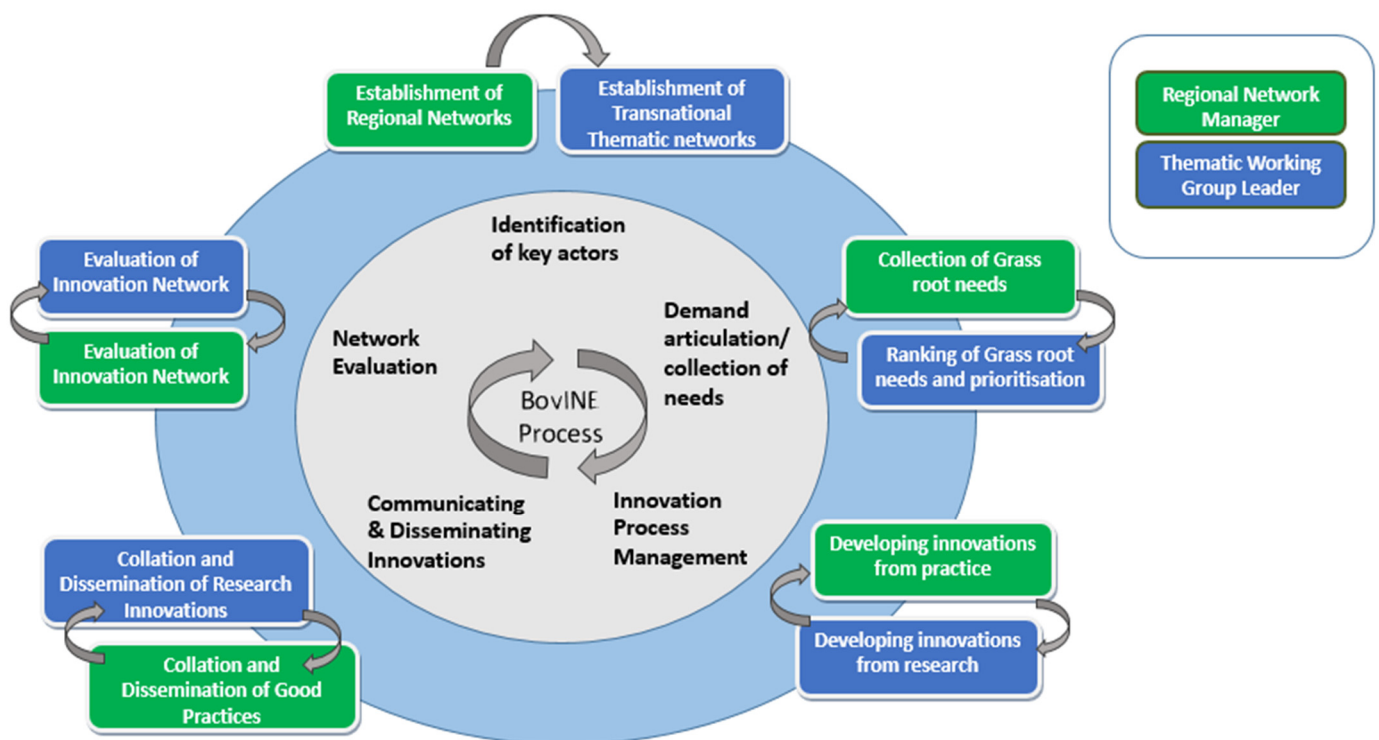 Establishment of
Regional Networks
Establishment of
Transnational
Thematic networks
Regional Network
Manager
Thematic Working
Group Leader
Identification
of key actors
Evaluation of
Innovation Network
Evaluation of
Innovation Network
Network
Evaluation
Demand
articulation/
collection of
needs
Collection of Grass
root needs
Ranking of Grass root
needs and prioritisation
BovINE
Process
Communicating
& Disseminating
Innovations
Innovation
Process
Management
Collation and
Dissemination of Research
Innovations
Collation and
Dissemination of Good
Practices
Developing innovations
from practice
Developing innovations
from research